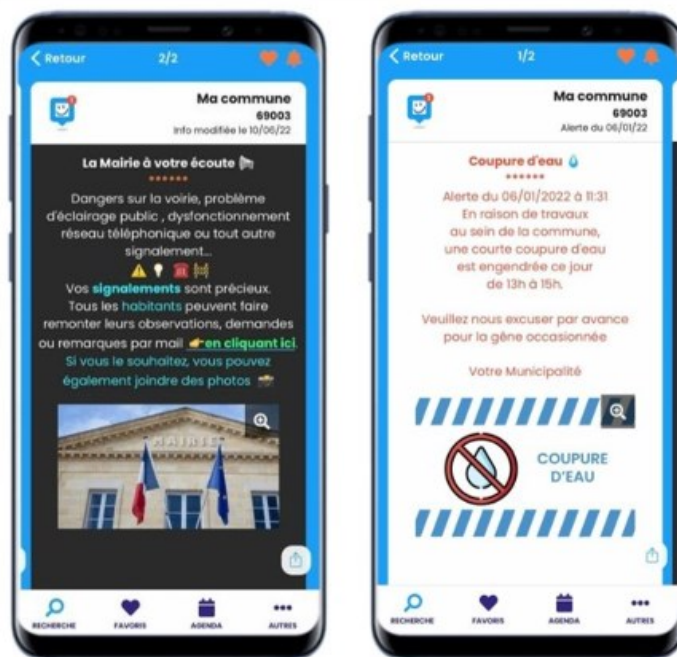 Retour
2/2
Ma commune
69003
Info modifiée le 10/06/22
La Mairie à votre écoute
Dangers sur la voirie, problème
d'éclairage public , dysfonctionnement
réseau téléphonique ou tout autre
signalement...
Vos signalements sont précieux.
Tous les habitants peuvent faire
remonter leurs observations, demandes
ou remarques par mail en cliquant ici.
Si vous le souhaitez, vous pouvez
également joindre des photos
MAIRIE
RECHERCHE
FAVORIS
AGENDA
AUTRES
Retour
1/2
Ma commune
69003
Alerte du 06/01/22
Coupure d'eau
Alerte du 06/01/2022 à 11:31
En raison de travaux
au sein de la commune,
une courte coupure d'eau
est engendrée ce jour
de 13h à 15h.
Veuillez nous excuser par avance
pour la gêne occasionnée
Votre Municipalité
COUPURE
D'EAU
RECHERCHE
FAVORIS
AGENDA
AUTRES